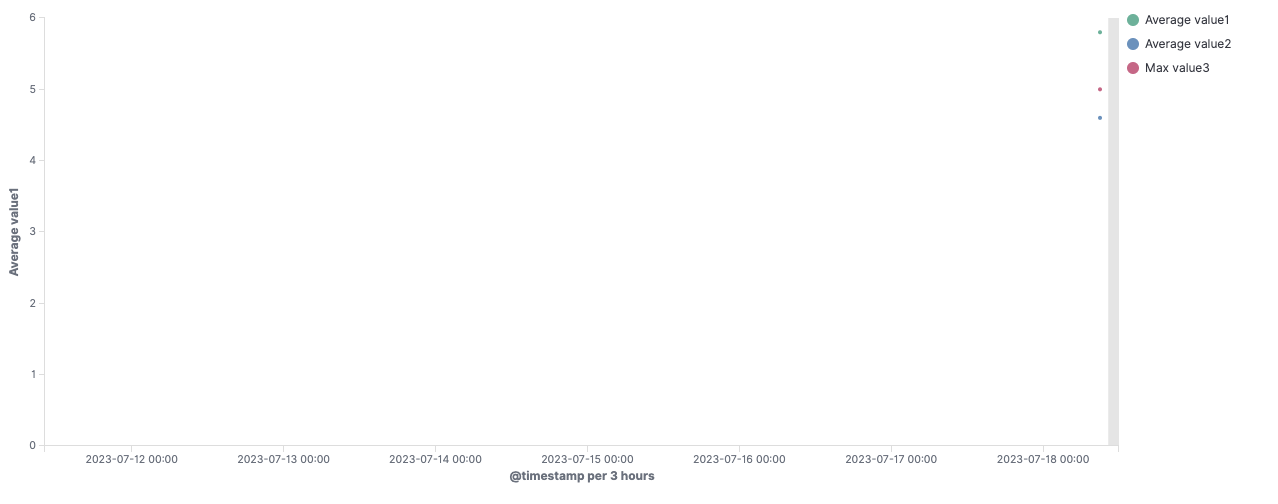 6
5
4
3
2
1
0
Average value1
2023-07-12 00:00
2023-07-13 00:00
2023-07-14 00:00
2023-07-15 00:00
2023-07-16 00:00
2023-07-17 00:00
2023-07-18 00:00
@timestamp per 3 hours
Average value1
Average value2
Max value3